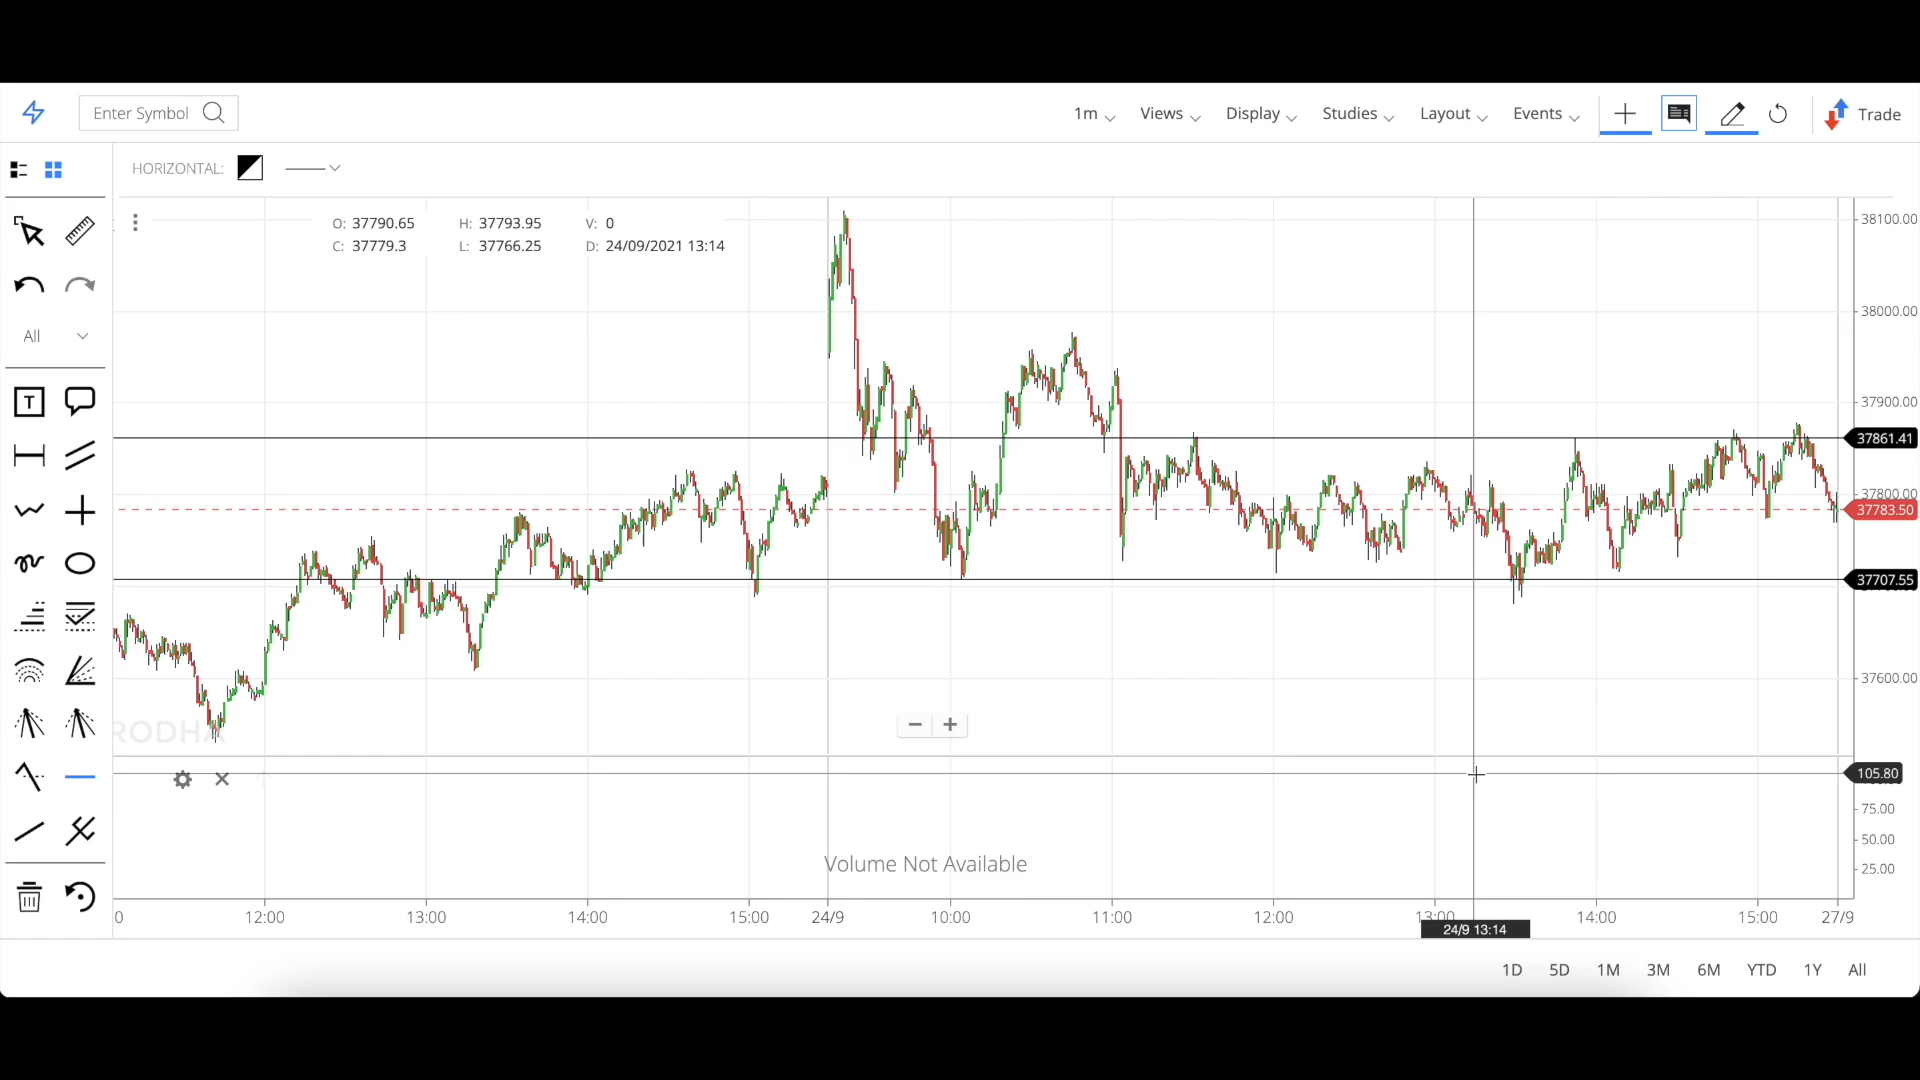 Enter Symbol
1m Views Display Studies Layout Events Trade
HORIZONTAL:
O: 37790.65 H: 37793.95 V: 0
C: 37779.3 L: 37766.25 D: 24/09/2021 13:14
All
T
38100.00
38000.00
37900.00
37861.41
37800.00
37783.50
37707.55
37600.00
RODHA
105.80
75.00
50.00
25.00
Volume Not Available
0 12:00 13:00 14:00 15:00 24/9 10:00 11:00 12:00 13:00 14:00 15:00 27/9
24/9 13:14
1D 5D 1M 3M 6M YTD 1Y All